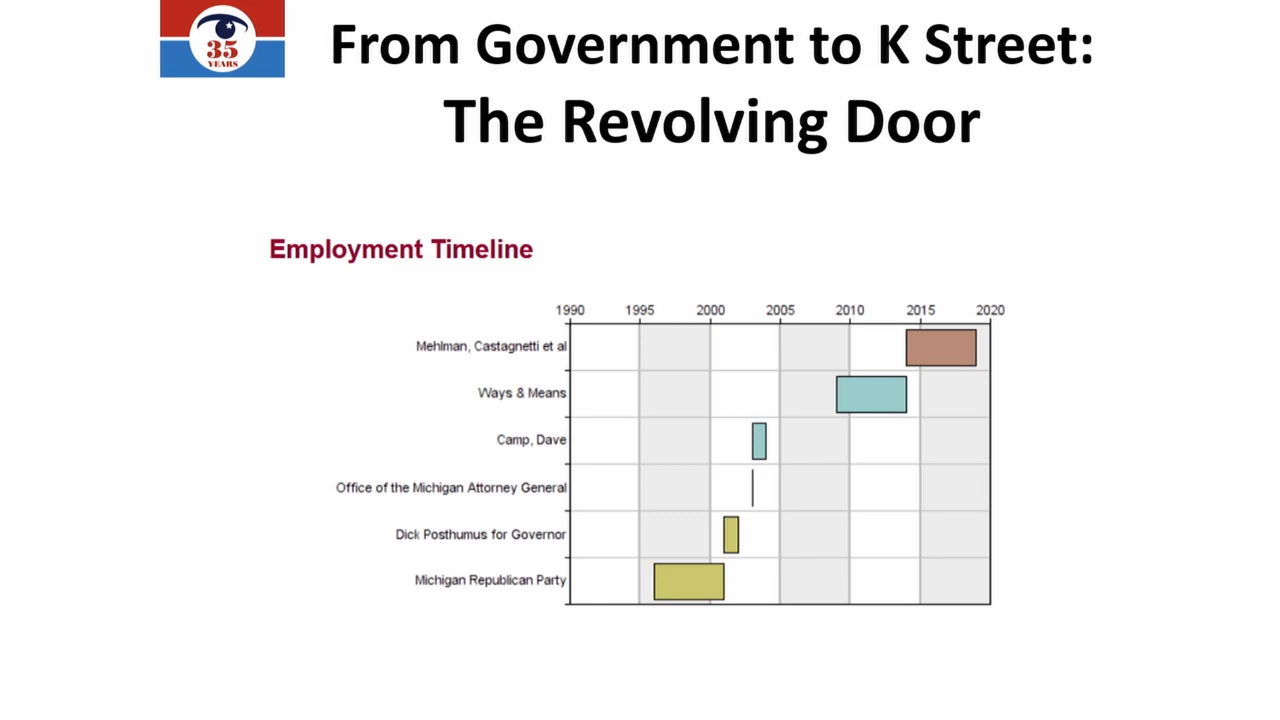 35
YEARS
From Government to K Street:
The Revolving Door
Employment Timeline
1990 1995 2000 2005 2010 2015 2020
Mehlman, Castagnetti et al
Ways & Means
Camp, Dave
Office of the Michigan Attorney General
Dick Posthumus for Governor
Michigan Republican Party